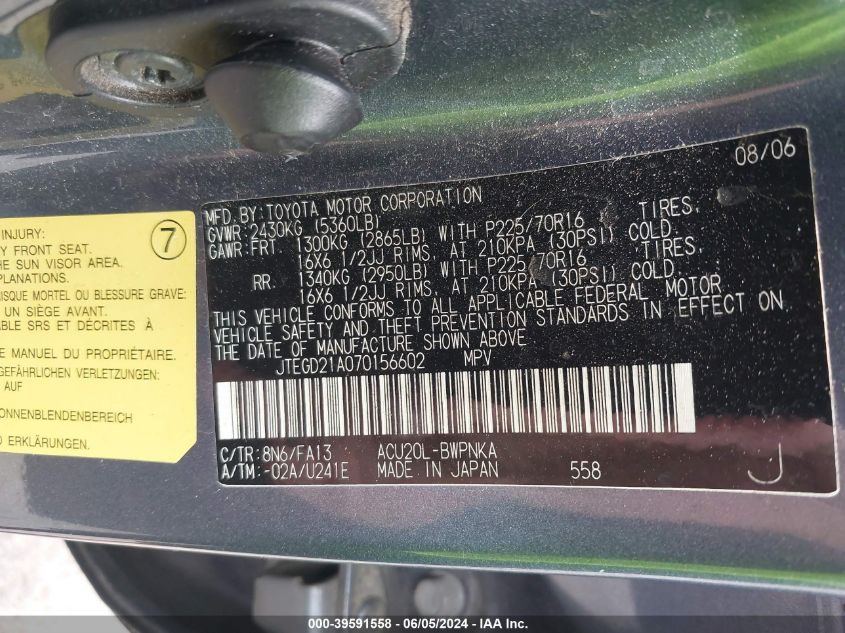 08/06
MFD. BY: TOYOTA MOTOR CORPORATION
GVWR: 2430KG (5360LB)
GAWR: FRT 1300KG (2865LB) WITH P225/70R16 TIRES,
16X6 1/2JJ RIMS, AT 210KPA (30PSI) COLD.
RR. 1340KG (2950LB) WITH P225/70R16 TIRES,
16X6 1/2JJ RIMS, AT 210KPA (30PSI) COLD.
THIS VEHICLE CONFORMS TO ALL APPLICABLE FEDERAL MOTOR
VEHICLE SAFETY AND THEFT PREVENTION STANDARDS IN EFFECT ON
THE DATE OF MANUFACTURE SHOWN ABOVE
JTEGD21A070156602 MPV
C/TR: 8N6/FA13 ACU20L-BWPNKA
A/TM: -02A/U241E MADE IN JAPAN 558 J
7
INJURY:
FRONT SEAT.
SUN VISOR AREA.
RISQUE MORTEL OU BLESSURE GRAVE:
UN SIÈGE AVANT.
SRS ET DÉCRITES À
MANUEL DU PROPRIÉTAIRE.
VERLETZUNGEN:
AUF
ERKLÄRUNGEN.
000-39591558 - 06/05/2024 - IAA Inc.